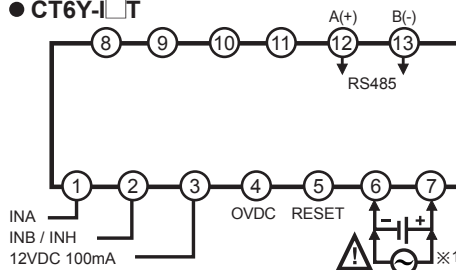 ● CT6Y-I□T
A(+) B(-)
8 9 10 11 12 13
RS485
1 2 3 4 5 6 7
INA
INB / INH
12VDC 100mA
0VDC RESET
− +
※1